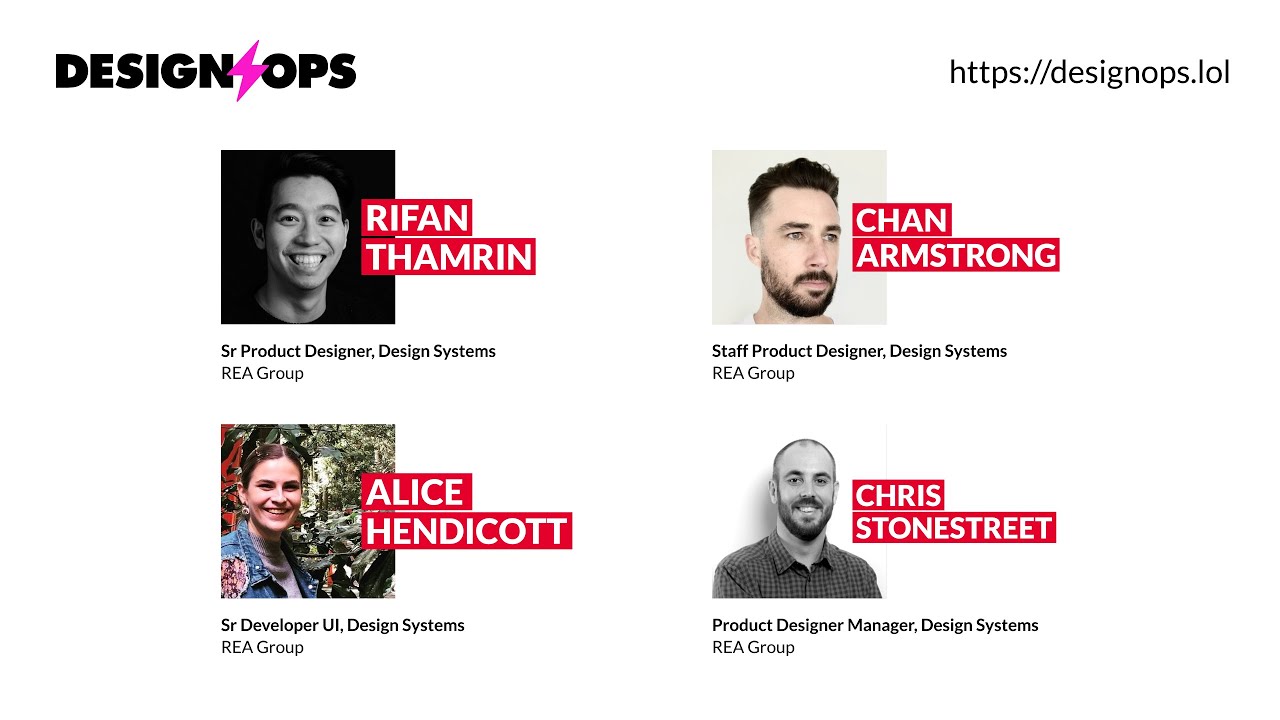 DESIGN OPS
https://designops.lol
RIFAN
THAMRIN
Sr Product Designer, Design Systems
REA Group
CHAN
ARMSTRONG
Staff Product Designer, Design Systems
REA Group
ALICE
HENDICOTT
Sr Developer UI, Design Systems
REA Group
CHRIS
STONESTREET
Product Designer Manager, Design Systems
REA Group